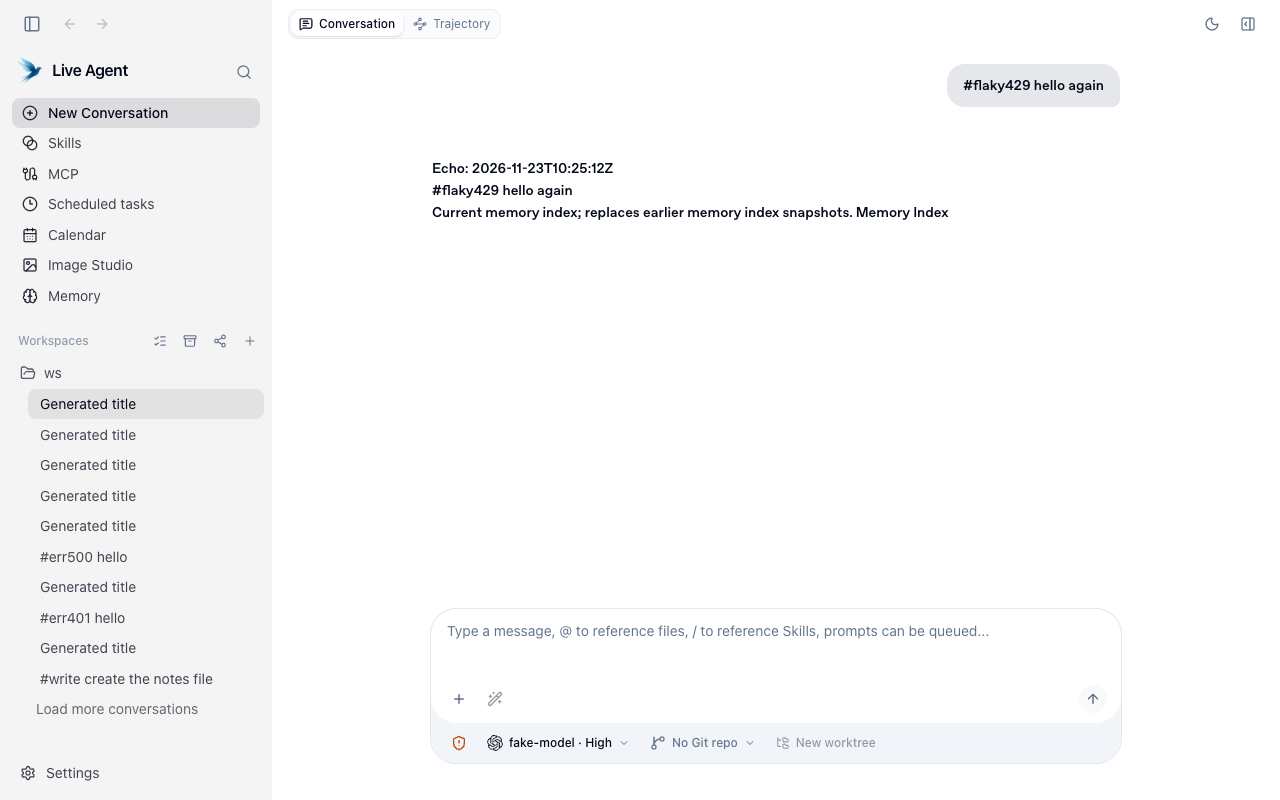 Conversation
Trajectory
Live Agent
New Conversation
Skills
MCP
Scheduled tasks
Calendar
Image Studio
Memory
Workspaces
ws
Generated title
Generated title
Generated title
Generated title
Generated title
#err500 hello
Generated title
#err401 hello
Generated title
#write create the notes file
Load more conversations
Settings
#flaky429 hello again
Echo: 2026-11-23T10:25:12Z
#flaky429 hello again
Current memory index; replaces earlier memory index snapshots. Memory Index
Type a message, @ to reference files, / to reference Skills, prompts can be queued...
fake-model · High
No Git repo
New worktree